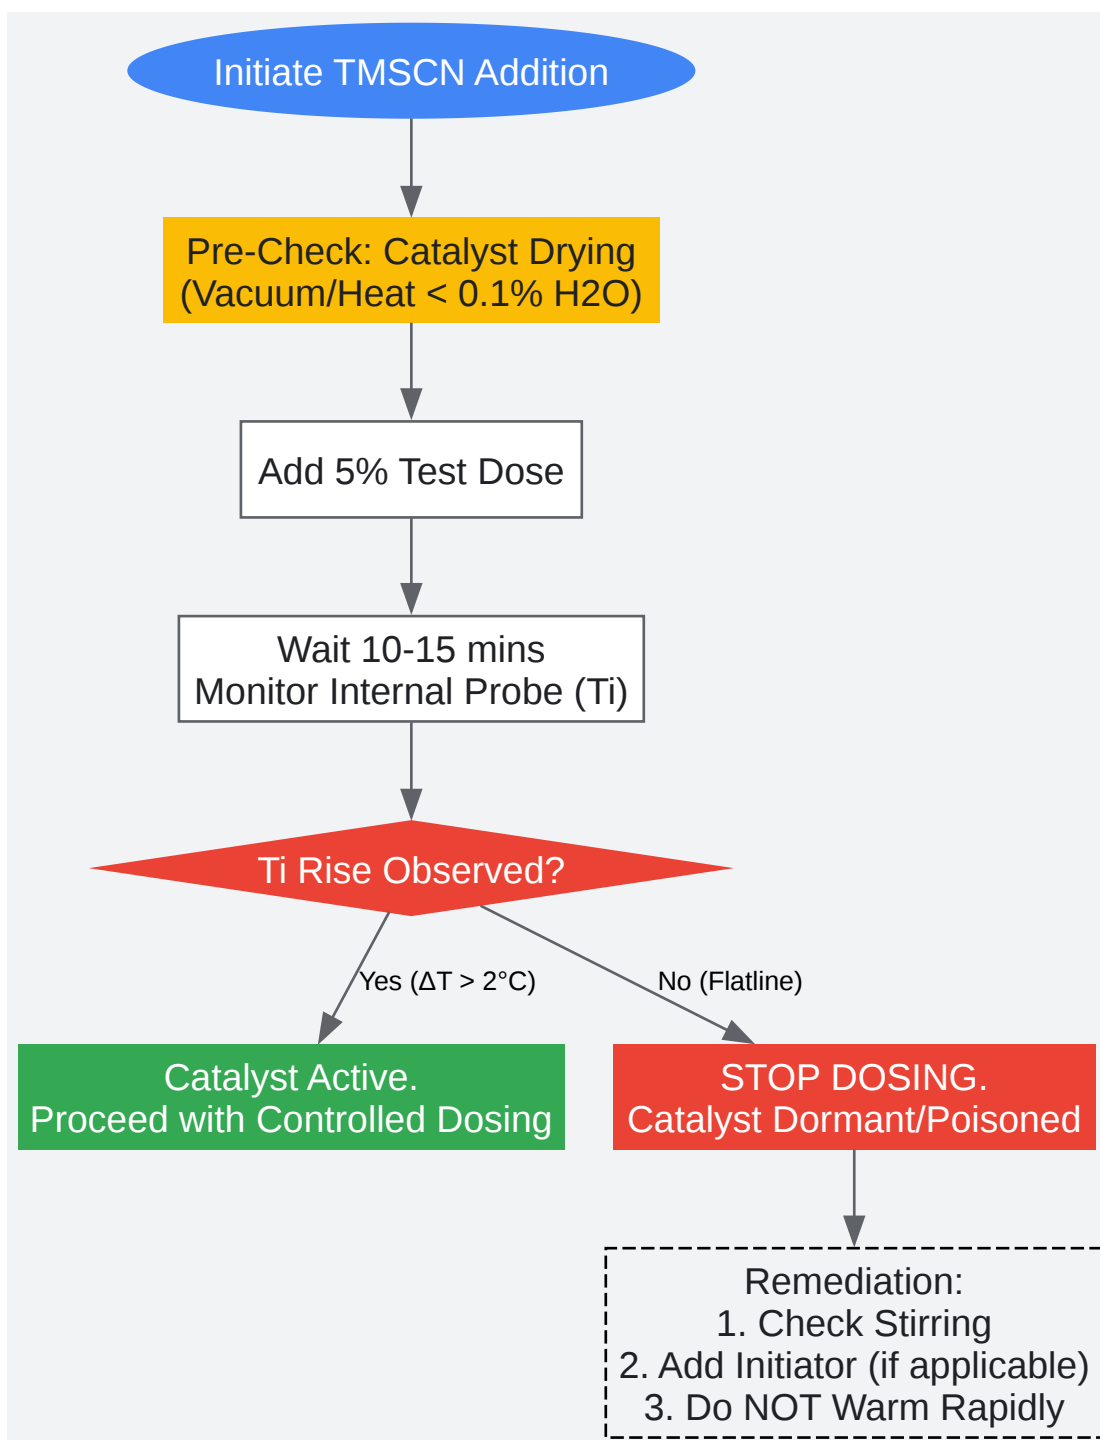 Initiate TMSCN Addition
Pre-Check: Catalyst Drying
(Vacuum/Heat < 0.1% H2O)
Add 5% Test Dose
Wait 10-15 mins
Monitor Internal Probe (Ti)
Ti Rise Observed?
Yes (ΔT > 2°C)
No (Flatline)
Catalyst Active.
Proceed with Controlled Dosing
STOP DOSING.
Catalyst Dormant/Poisoned
Remediation:
1. Check Stirring
2. Add Initiator (if applicable)
3. Do NOT Warm Rapidly